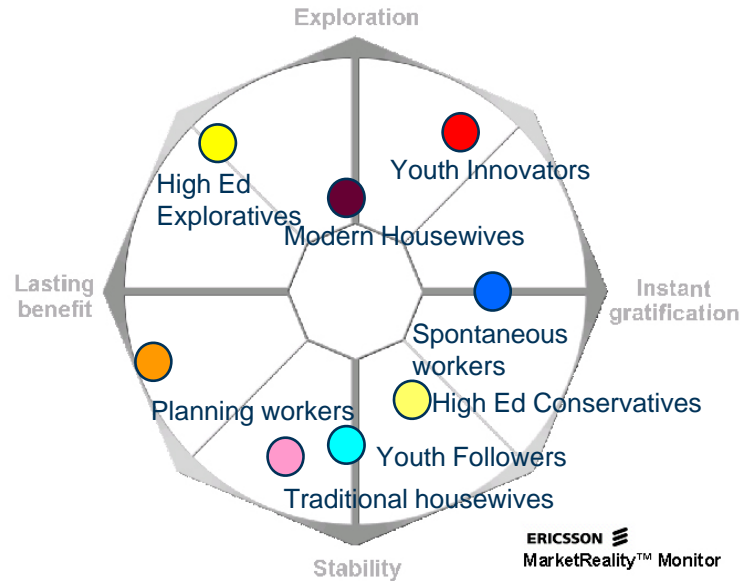 Exploration
Youth Innovators
High Ed
Exploratives
Modern Housewives
Lasting
benefit
Instant
gratification
Spontaneous
workers
High Ed Conservatives
Planning workers
Youth Followers
Traditional housewives
ERICSSON
MarketReality™ Monitor
Stability